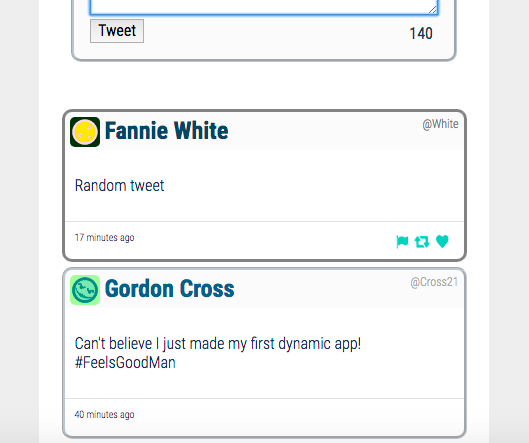 Tweet
140
Fannie White
@White
Random tweet
17 minutes ago
Gordon Cross
@Cross21
Can't believe I just made my first dynamic app!
#FeelsGoodMan
40 minutes ago